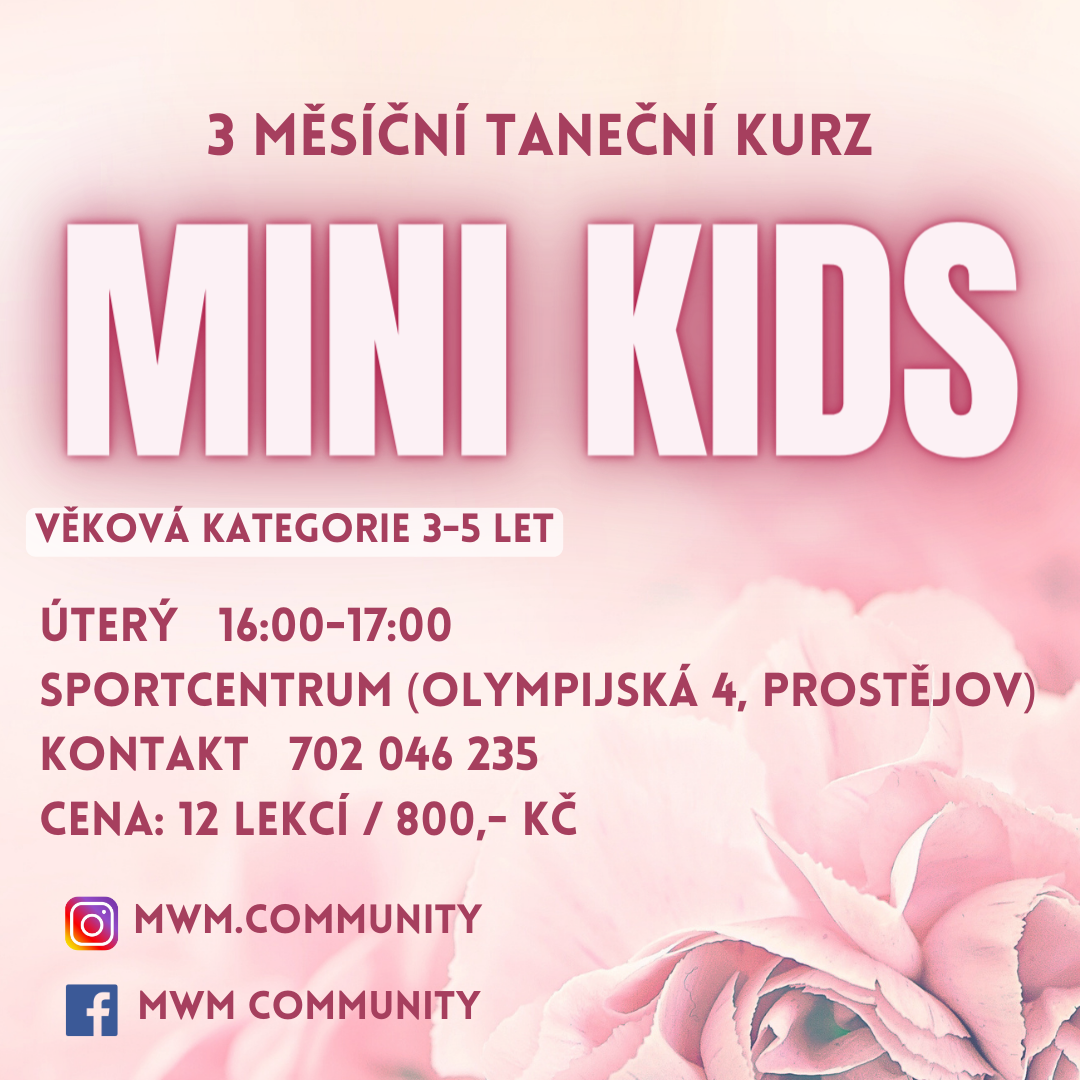 3 MĚSÍČNÍ TANEČNÍ KURZ
MINI KIDS
VĚKOVÁ KATEGORIE 3-5 LET
ÚTERÝ 16:00-17:00
SPORTCENTRUM (OLYMPIJSKÁ 4, PROSTĚJOV)
KONTAKT 702 046 235
CENA: 12 LEKCÍ / 800,- KČ
MWM.COMMUNITY
MWM COMMUNITY